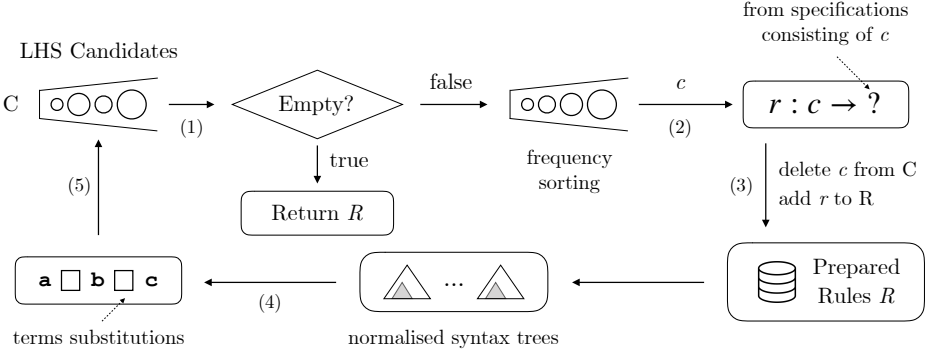 from specifications
consisting of c
LHS Candidates
C
(1)
Empty?
false
frequency
sorting
c
(2)
r : c → ?
true
Return R
(3)
delete c from C
add r to R
Prepared
Rules R
...
normalised syntax trees
(4)
a □ b □ c
terms substitutions
(5)